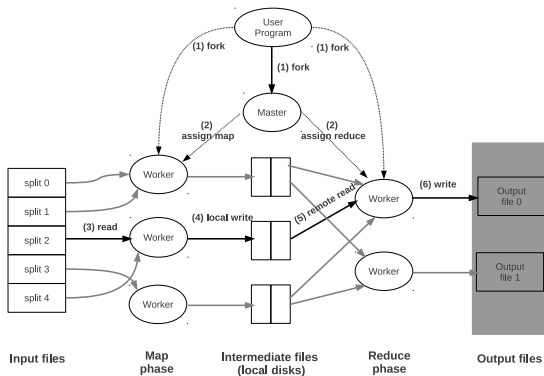 User
Program
(1) fork
(1) fork
(1) fork
Master
(2)
assign map
(2)
assign reduce
split 0
split 1
split 2
split 3
split 4
(3) read
Worker
Worker
Worker
(4) local write
(5) remote read
Worker
Worker
(6) write
Output
file 0
Output
file 1
Input files
Map
phase
Intermediate files
(local disks)
Reduce
phase
Output files